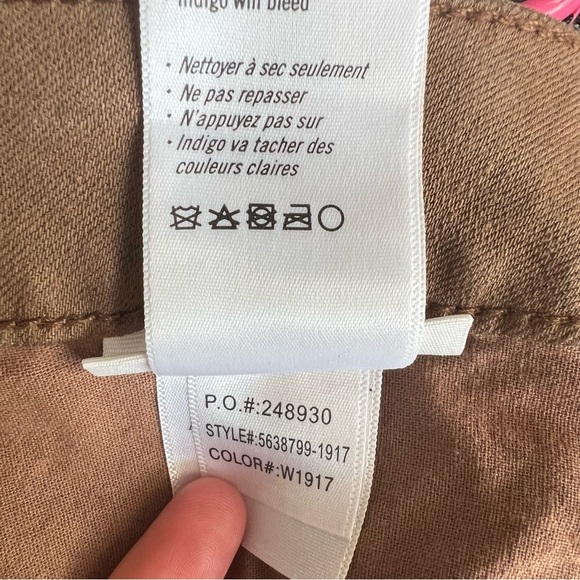 Indigo will bleed
• Nettoyer à sec seulement
• Ne pas repasser
• N'appuyez pas sur
• Indigo va tacher des
couleurs claires
P.O.#:248930
STYLE#:5638799-1917
COLOR#:W1917